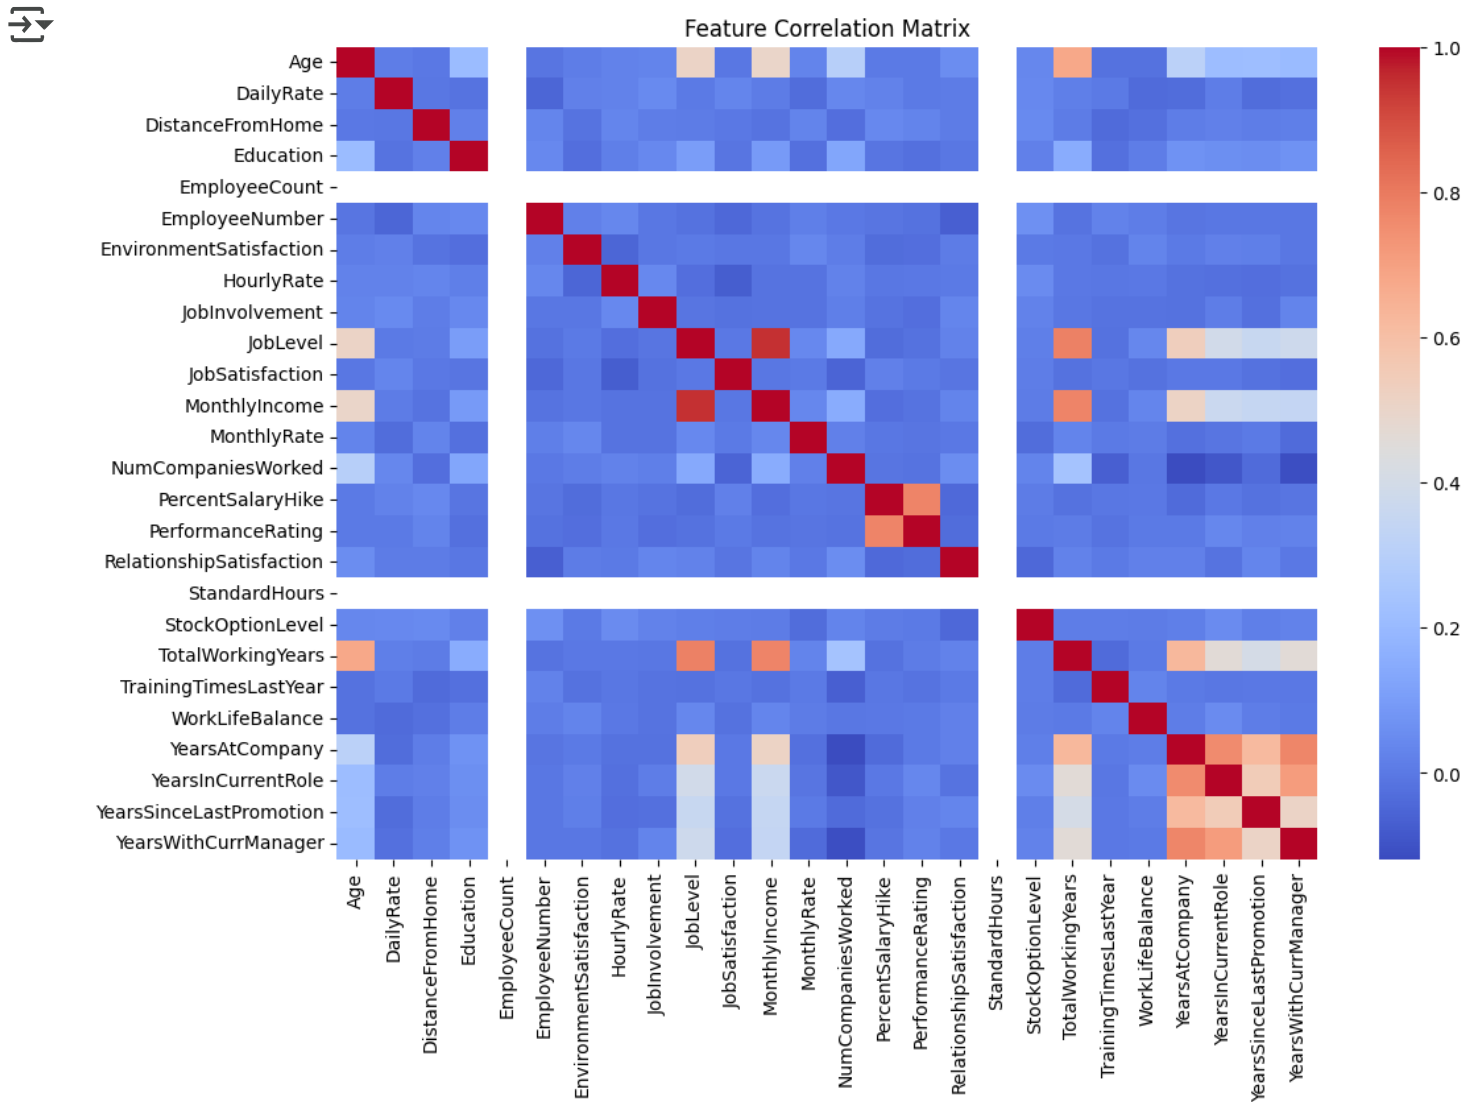 Feature Correlation Matrix
Age
DailyRate
DistanceFromHome
Education
EmployeeCount
EmployeeNumber
EnvironmentSatisfaction
HourlyRate
JobInvolvement
JobLevel
JobSatisfaction
MonthlyIncome
MonthlyRate
NumCompaniesWorked
PercentSalaryHike
PerformanceRating
RelationshipSatisfaction
StandardHours
StockOptionLevel
TotalWorkingYears
TrainingTimesLastYear
WorkLifeBalance
YearsAtCompany
YearsInCurrentRole
YearsSinceLastPromotion
YearsWithCurrManager
Age
DailyRate
DistanceFromHome
Education
EmployeeCount
EmployeeNumber
EnvironmentSatisfaction
HourlyRate
JobInvolvement
JobLevel
JobSatisfaction
MonthlyIncome
MonthlyRate
NumCompaniesWorked
PercentSalaryHike
PerformanceRating
RelationshipSatisfaction
StandardHours
StockOptionLevel
TotalWorkingYears
TrainingTimesLastYear
WorkLifeBalance
YearsAtCompany
YearsInCurrentRole
YearsSinceLastPromotion
YearsWithCurrManager
1.0
0.8
0.6
0.4
0.2
0.0